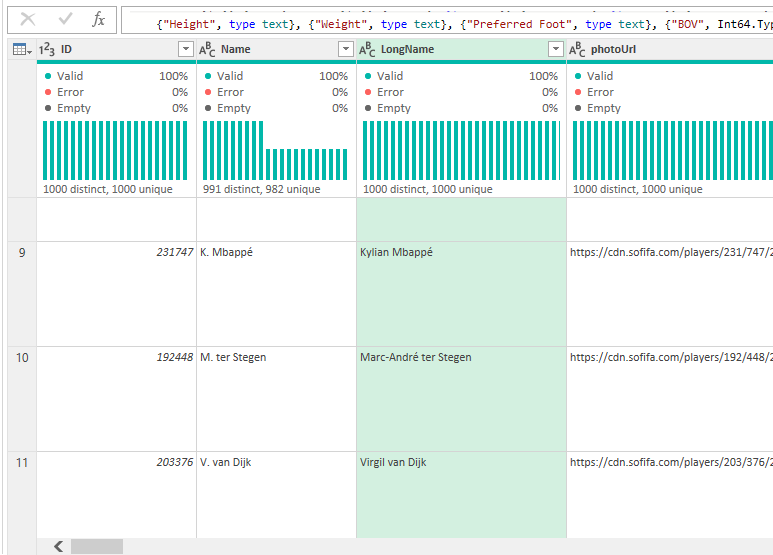 fx {"Height", type text}, {"Weight", type text}, {"Preferred Foot", type text}, {"BOV", Int64.Typ
1 2 3 ID ABC Name ABC LongName ABC photoUrl
Valid 100% Valid 100% Valid 100% Valid
Error 0% Error 0% Error 0% Error
Empty 0% Empty 0% Empty 0% Empty
1000 distinct, 1000 unique 991 distinct, 982 unique 1000 distinct, 1000 unique 1000 distinct, 1000 unique
9 231747 K. Mbappé Kylian Mbappé https://cdn.sofifa.com/players/231/747/2
10 192448 M. ter Stegen Marc-André ter Stegen https://cdn.sofifa.com/players/192/448/2
11 203376 V. van Dijk Virgil van Dijk https://cdn.sofifa.com/players/203/376/2